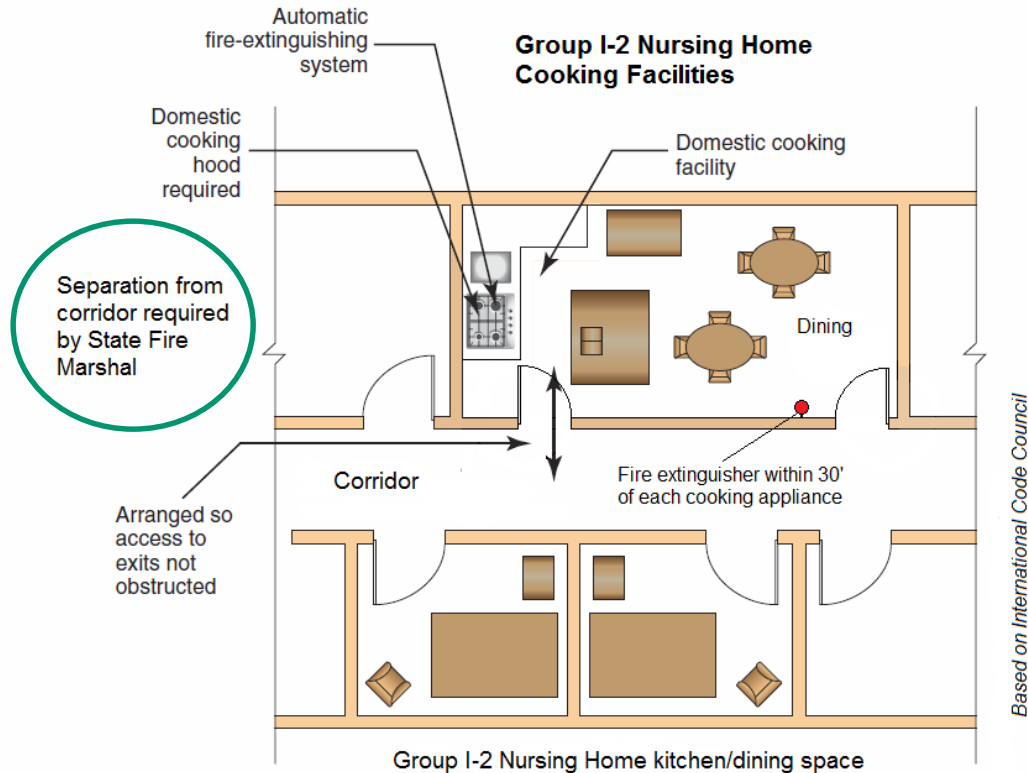 Automatic
fire-extinguishing
system
Group I-2 Nursing Home
Cooking Facilities
Domestic
cooking
hood
required
Domestic cooking
facility
Separation from
corridor required
by State Fire
Marshal
Dining
Corridor
Fire extinguisher within 30'
of each cooking appliance
Arranged so
access to
exits not
obstructed
Based on International Code Council
Group I-2 Nursing Home kitchen/dining space